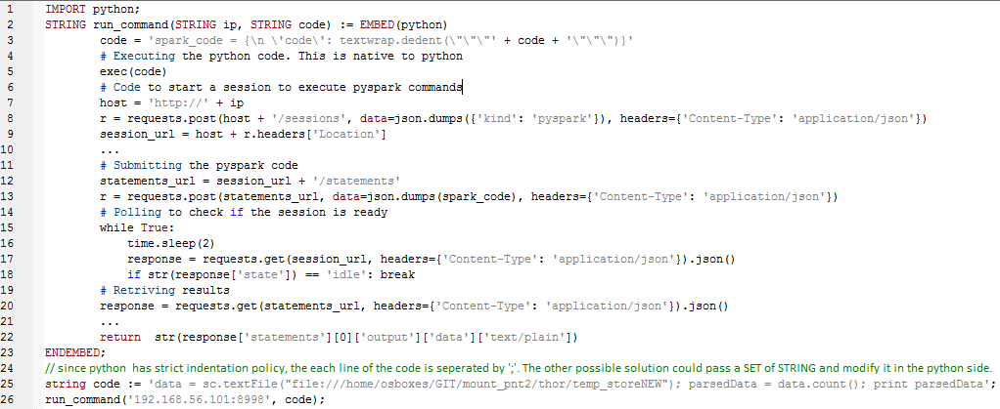 1 IMPORT python;
2 STRING run_command(STRING ip, STRING code) := EMBED(python)
3 code = 'spark_code = {\n \'code\': textwrap.dedent(\"\"\"' + code + '\"\"\")}'
4 # Executing the python code. This is native to python
5 exec(code)
6 # Code to start a session to execute pyspark commands
7 host = 'http://' + ip
8 r = requests.post(host + '/sessions', data=json.dumps({'kind': 'pyspark'}), headers={'Content-Type': 'application/json'})
9 session_url = host + r.headers['Location']
10 ...
11 # Submitting the pyspark code
12 statements_url = session_url + '/statements'
13 r = requests.post(statements_url, data=json.dumps(spark_code), headers={'Content-Type': 'application/json'})
14 # Polling to check if the session is ready
15 while True:
16 time.sleep(2)
17 response = requests.get(session_url, headers={'Content-Type': 'application/json'}).json()
18 if str(response['state']) == 'idle': break
19 # Retriving results
20 response = requests.get(statements_url, headers={'Content-Type': 'application/json'}).json()
21 ...
22 return str(response['statements'][0]['output']['data']['text/plain'])
23 ENDEMBED;
24 // since python has strict indentation policy, the each line of the code is seperated by ';'. The other possible solution could pass a SET of STRING and modify it in the python side.
25 string code := 'data = sc.textFile("file:///home/osboxes/GIT/mount_pnt2/thor/temp_storeNEW"); parsedData = data.count(); print parsedData';
26 run_command('192.168.56.101:8998', code);